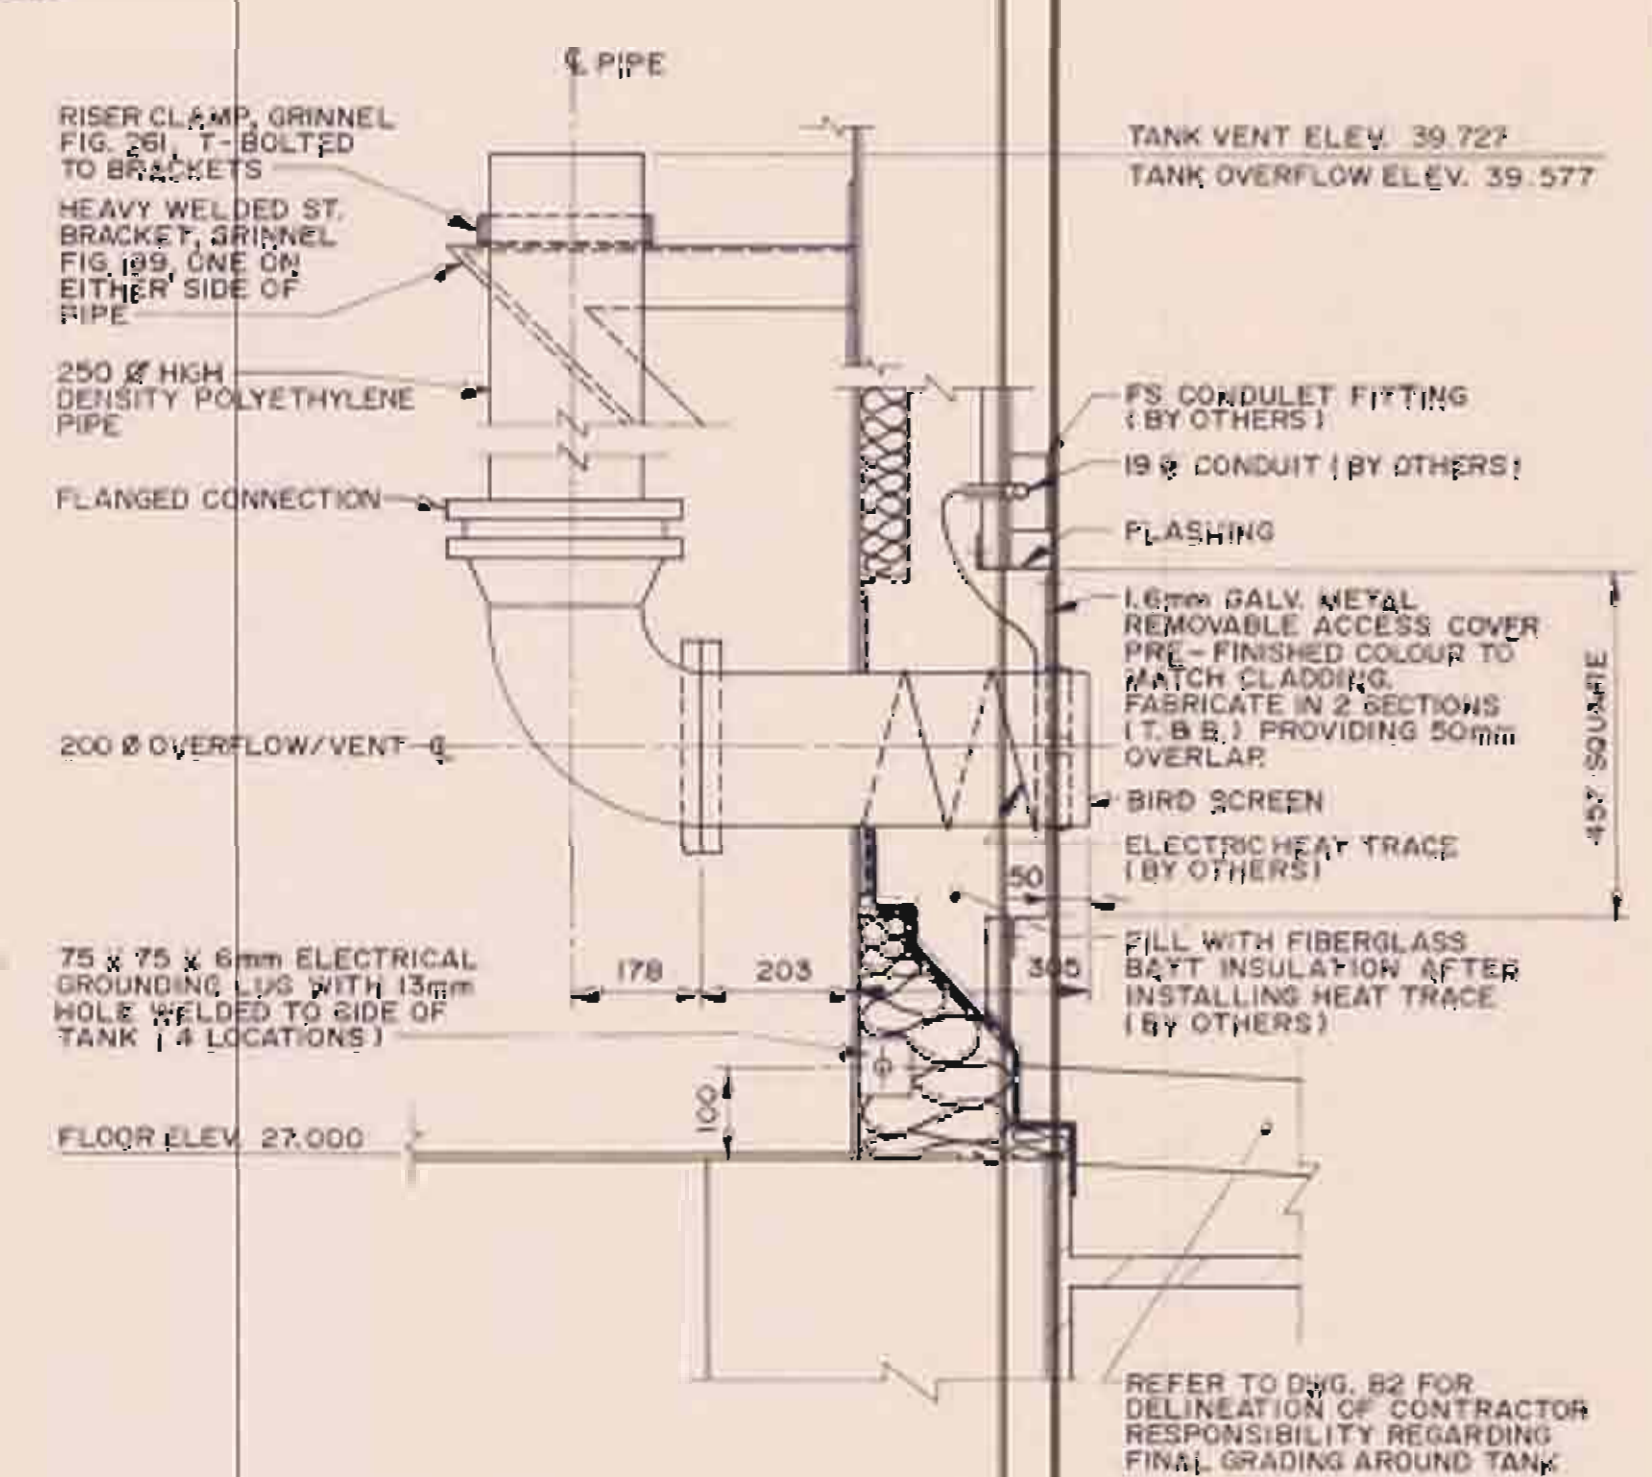 ℄ PIPE
RISER CLAMP, GRINNEL
FIG. 261, T-BOLTED
TO BRACKETS
HEAVY WELDED ST.
BRACKET, GRINNEL
FIG. 199, ONE ON
EITHER SIDE OF
PIPE
250 Ø HIGH
DENSITY POLYETHYLENE
PIPE
FLANGED CONNECTION
200 Ø OVERFLOW/VENT ℄
75 x 75 x 6mm ELECTRICAL
GROUNDING LUG WITH 13mm
HOLE WELDED TO SIDE OF
TANK (4 LOCATIONS)
FLOOR ELEV. 27.000
178
203
305
50
100
TANK VENT ELEV. 39.727
TANK OVERFLOW ELEV. 39.577
FS CONDULET FITTING
(BY OTHERS)
19 Ø CONDUIT (BY OTHERS)
FLASHING
1.6mm GALV. METAL
REMOVABLE ACCESS COVER
PRE-FINISHED COLOUR TO
MATCH CLADDING.
FABRICATE IN 2 SECTIONS
(T. & B.) PROVIDING 50mm
OVERLAP.
457 SQUARE
BIRD SCREEN
ELECTRIC HEAT TRACE
(BY OTHERS)
FILL WITH FIBERGLASS
BATT INSULATION AFTER
INSTALLING HEAT TRACE
(BY OTHERS)
REFER TO DWG. B2 FOR
DELINEATION OF CONTRACTOR
RESPONSIBILITY REGARDING
FINAL GRADING AROUND TANK